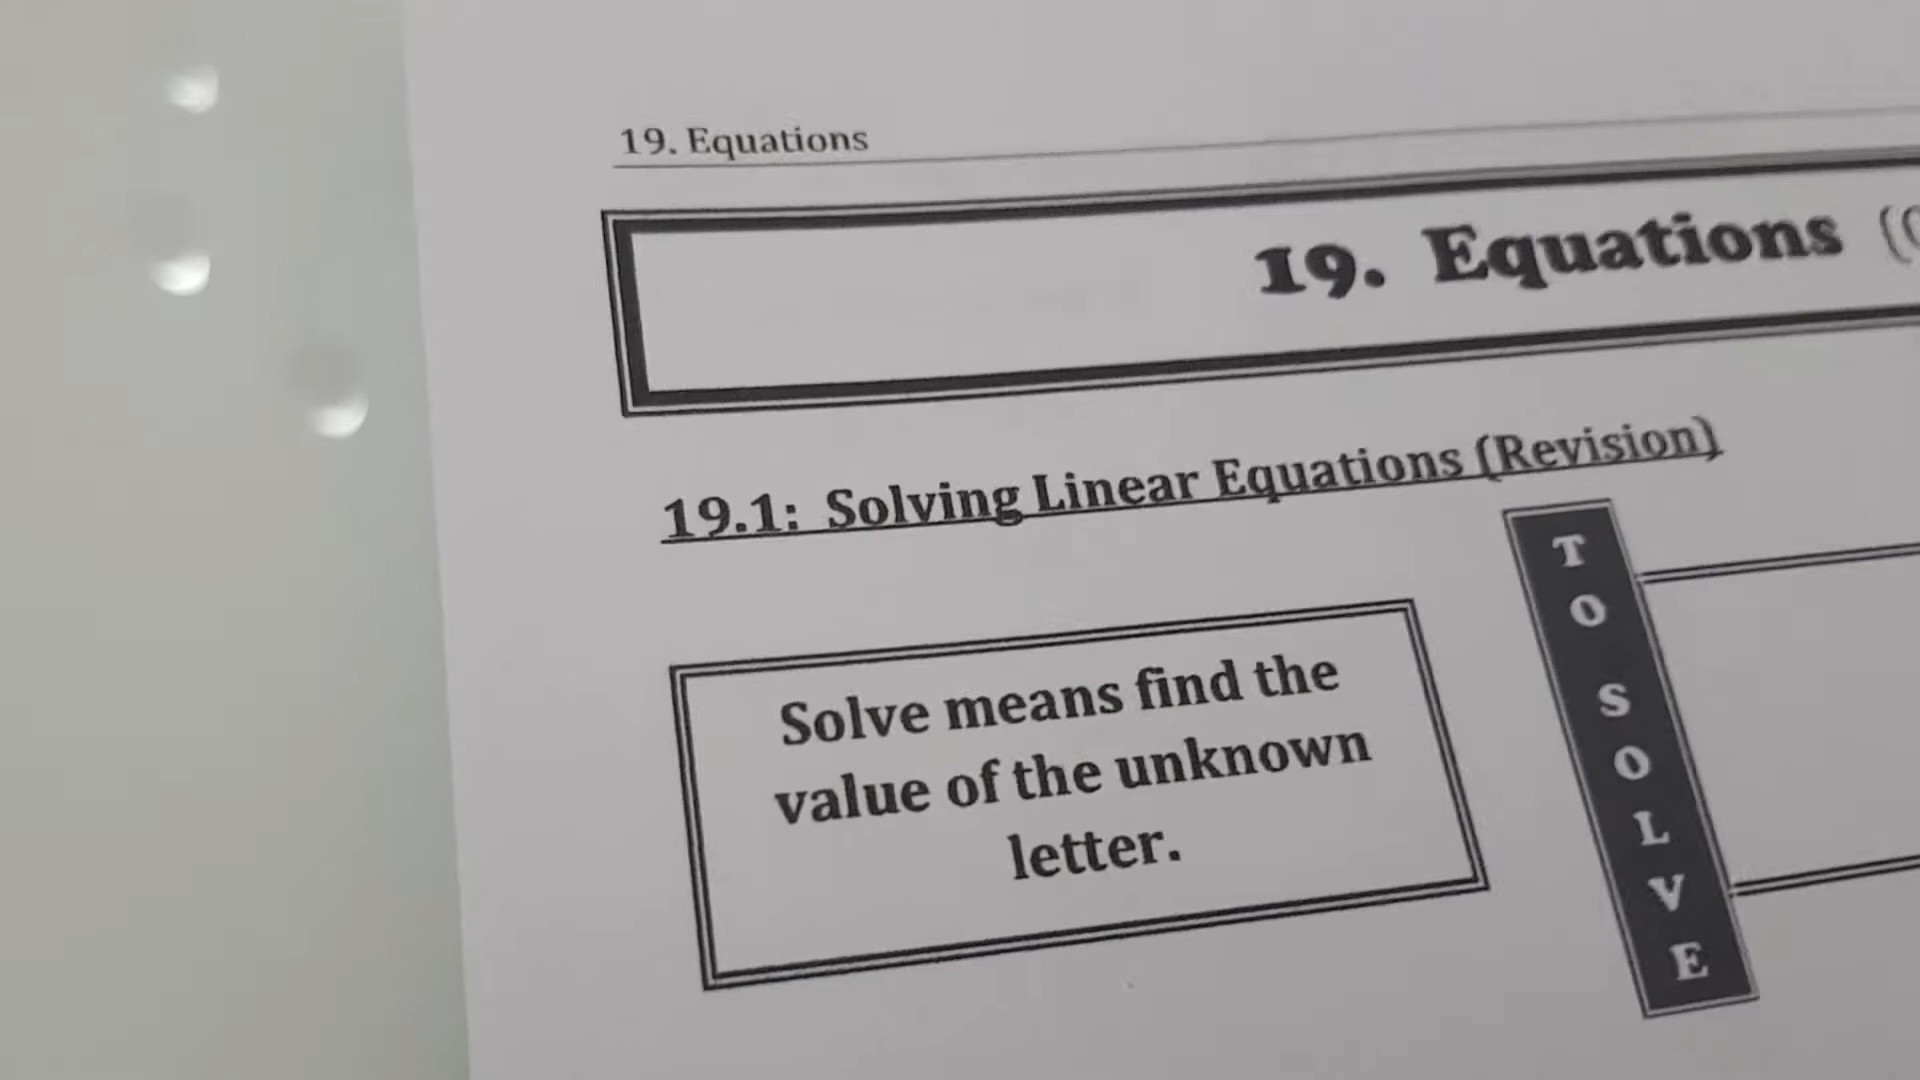 19. Equations
19. Equations
19.1: Solving Linear Equations (Revision)
Solve means find the
value of the unknown
letter.
T
O
S
O
L
V
E